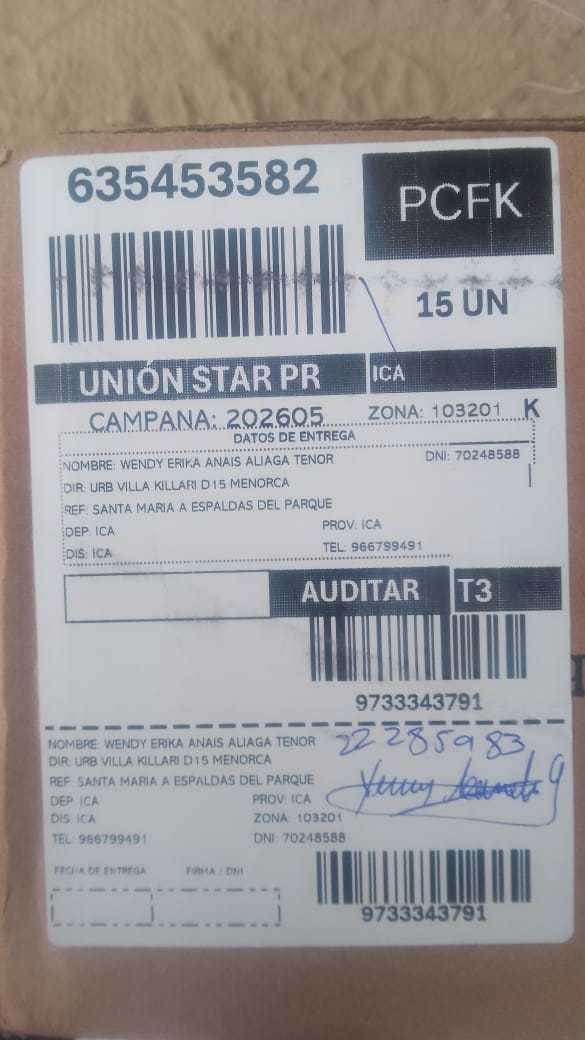 635453582
PCFK
15 UN
UNIÓN STAR PR
ICA
CAMPANA: 202605 ZONA: 103201 K
DATOS DE ENTREGA
NOMBRE: WENDY ERIKA ANAIS ALIAGA TENOR DNI: 70248588
DIR: URB VILLA KILLARI D15 MENORCA
REF: SANTA MARIA A ESPALDAS DEL PARQUE
DEP: ICA PROV: ICA
DIS: ICA TEL: 966799491
AUDITAR T3
9733343791
NOMBRE: WENDY ERIKA ANAIS ALIAGA TENOR
22285983
DIR: URB VILLA KILLARI D15 MENORCA
REF: SANTA MARIA A ESPALDAS DEL PARQUE
DEP: ICA PROV: ICA
DIS: ICA ZONA: 103201
TEL: 966799491 DNI: 70248588
FECHA DE ENTREGA FIRMA / DNI
9733343791